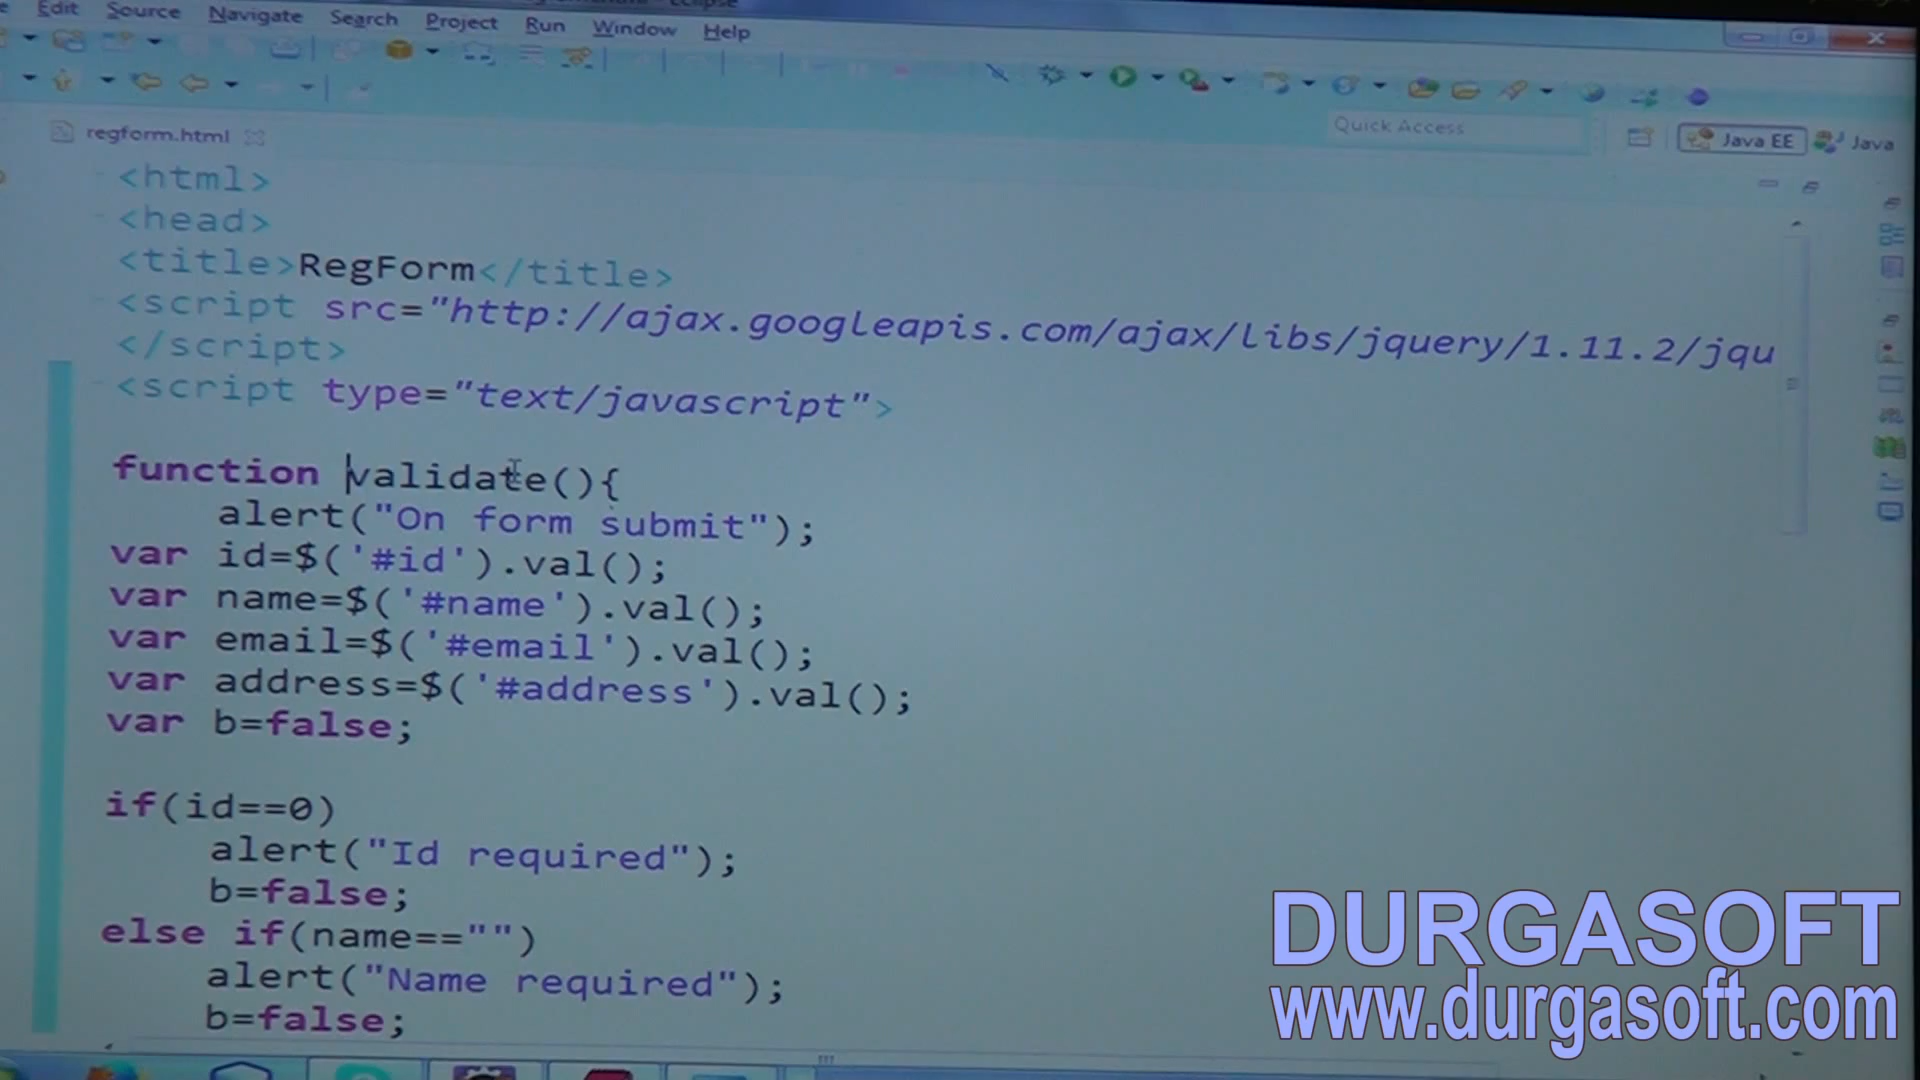 Edit Source Navigate Search Project Run Window Help
Quick Access
Java EE
Java
regform.html
<html>
<head>
<title>RegForm</title>
<script src="http://ajax.googleapis.com/ajax/libs/jquery/1.11.2/jqu
</script>
<script type="text/javascript">
function validate(){
alert("On form submit");
var id=$('#id').val();
var name=$('#name').val();
var email=$('#email').val();
var address=$('#address').val();
var b=false;
if(id==0)
alert("Id required");
b=false;
else if(name=="")
alert("Name required");
b=false;
DURGASOFT
www.durgasoft.com